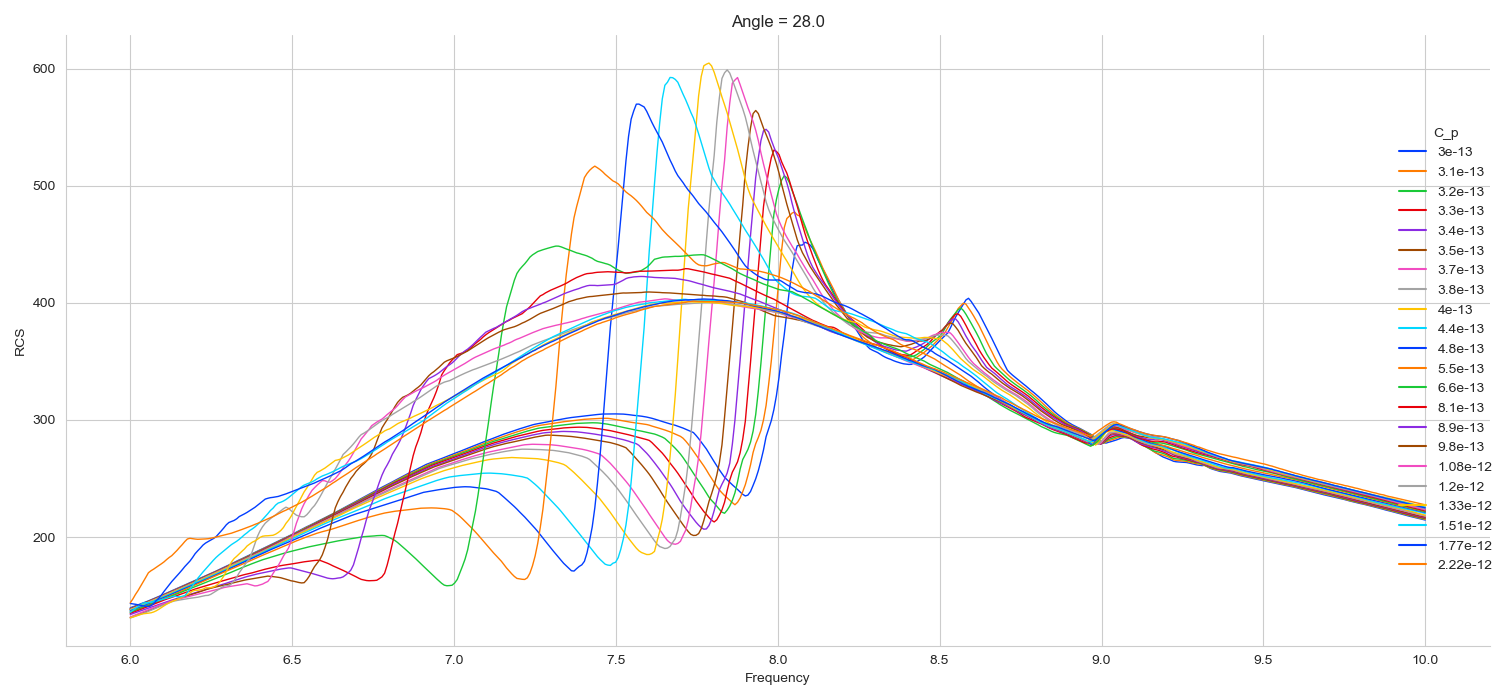 Angle = 28.0
600
500
400
300
200
RCS
6.0
6.5
7.0
7.5
8.0
8.5
9.0
9.5
10.0
Frequency
C_p
3e-13
3.1e-13
3.2e-13
3.3e-13
3.4e-13
3.5e-13
3.7e-13
3.8e-13
4e-13
4.4e-13
4.8e-13
5.5e-13
6.6e-13
8.1e-13
8.9e-13
9.8e-13
1.08e-12
1.2e-12
1.33e-12
1.51e-12
1.77e-12
2.22e-12